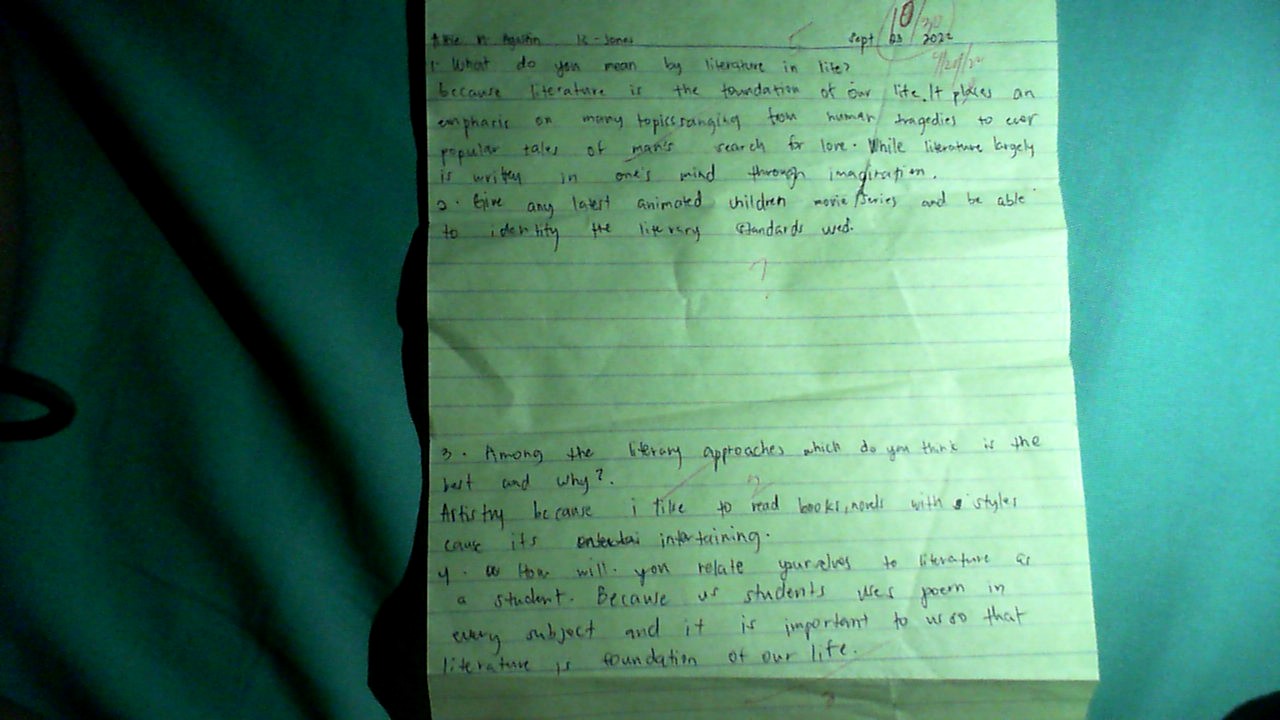 N. Agustin 12 - Jones Sept 23 2022
10/30
1. What do you mean by literature in life?
because literature is the foundation of our life. It places an
emphasis on many topics ranging from human tragedies to ever
popular tales of man's search for love. While literature largely
is writen in one's mind through imagination.
2. Give any latest animated children movie/series and be able
to identify the literary standards used.
3. Among the literary approaches which do you think is the
best and why?.
Artistry because i like to read books, novels with styles
cause its intertaining.
4. How will. you relate yourselves to literature as
a student. Because us students uses poem in
every subject and it is important to us so that
literature is foundation of our life.